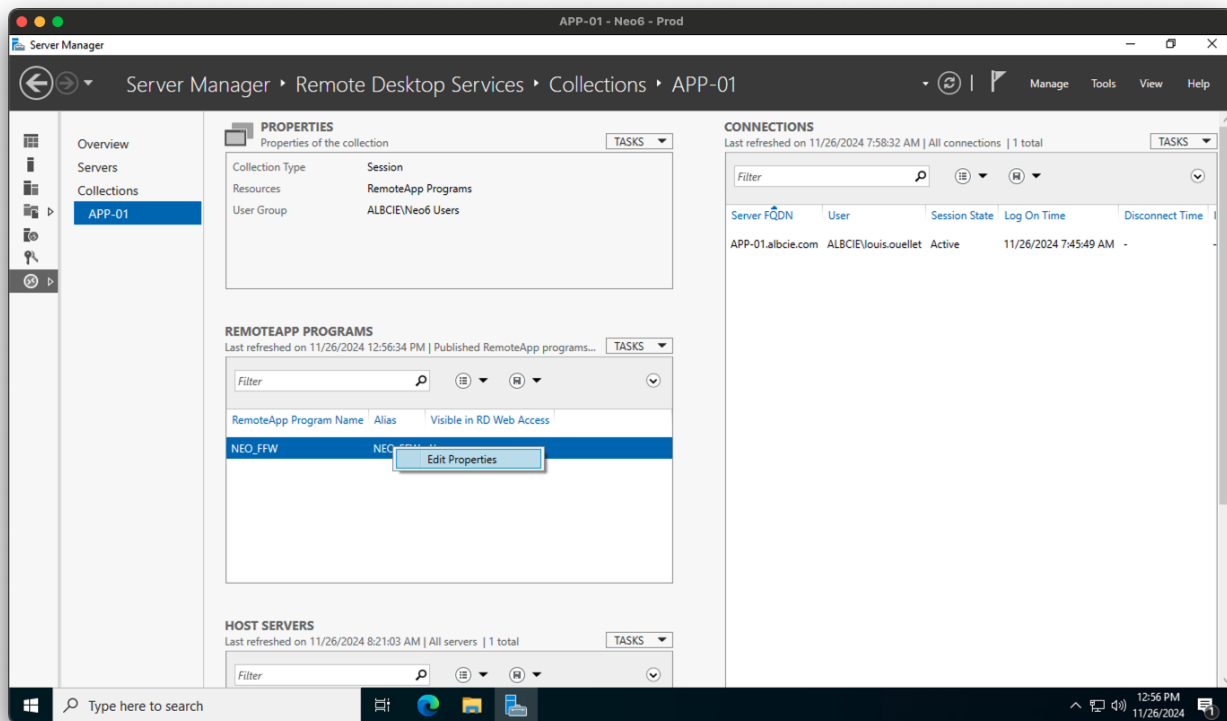 APP-01 - Neo6 - Prod
Server Manager
Server Manager ‣ Remote Desktop Services ‣ Collections ‣ APP-01
Manage Tools View Help
Overview
Servers
Collections
APP-01
PROPERTIES
Properties of the collection
TASKS
Collection Type Session
Resources RemoteApp Programs
User Group ALBCIE\Neo6 Users
REMOTEAPP PROGRAMS
Last refreshed on 11/26/2024 12:56:34 PM | Published RemoteApp programs...
TASKS
Filter
RemoteApp Program Name Alias Visible in RD Web Access
NEO_FFW
Edit Properties
HOST SERVERS
Last refreshed on 11/26/2024 8:21:03 AM | All servers | 1 total
TASKS
Filter
CONNECTIONS
Last refreshed on 11/26/2024 7:58:32 AM | All connections | 1 total
TASKS
Filter
Server FQDN User Session State Log On Time Disconnect Time
APP-01.albcie.com ALBCIE\louis.ouellet Active 11/26/2024 7:45:49 AM - -
Type here to search
12:56 PM
11/26/2024
1